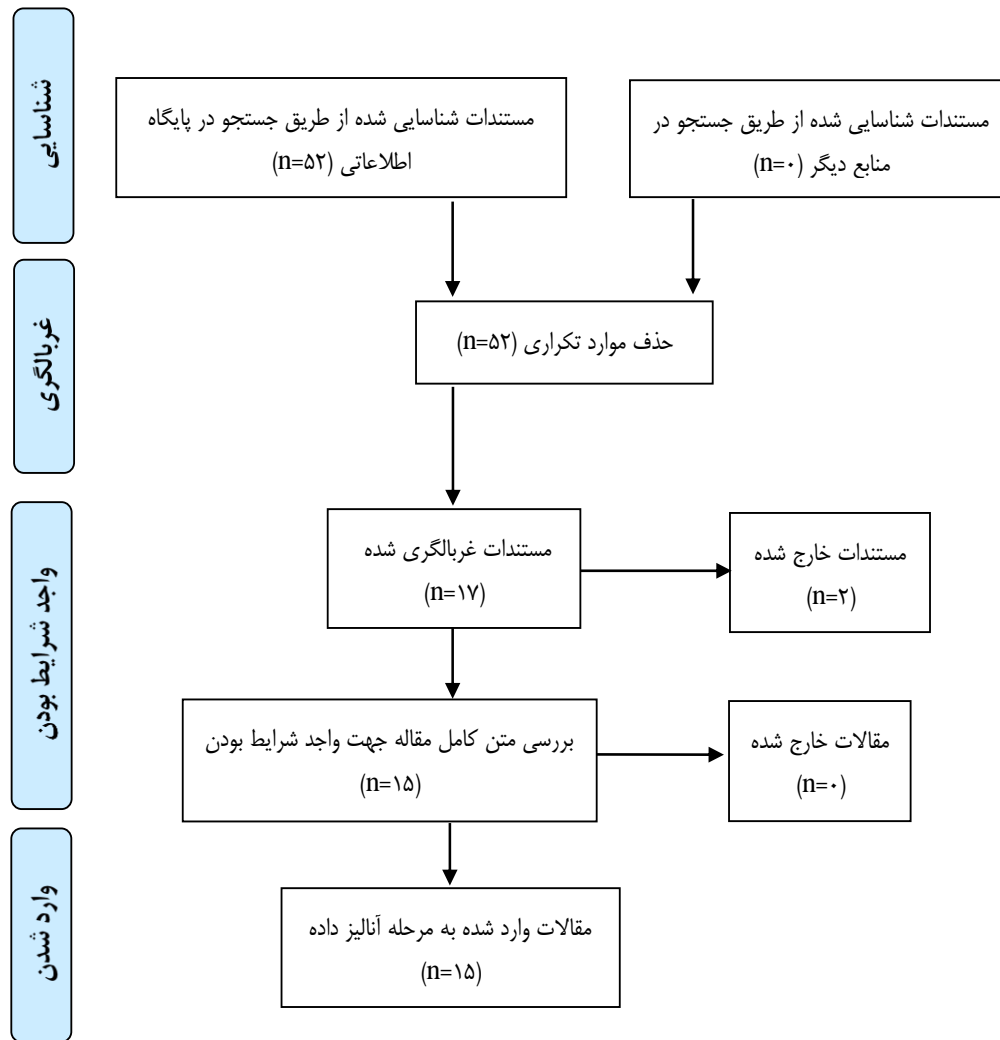 شناسایی
مستندات شناسایی شده از طریق جستجو در پایگاه
اطلاعاتی (n=۵۲)
مستندات شناسایی شده از طریق جستجو در
منابع دیگر (n=۰)
غربالگری
حذف موارد تکراری (n=۵۲)
واجد شرایط بودن
مستندات غربالگری شده
(n=۱۷)
مستندات خارج شده
(n=۲)
بررسی متن کامل مقاله جهت واجد شرایط بودن
(n=۱۵)
مقالات خارج شده
(n=۰)
وارد شدن
مقالات وارد شده به مرحله آنالیز داده
(n=۱۵)